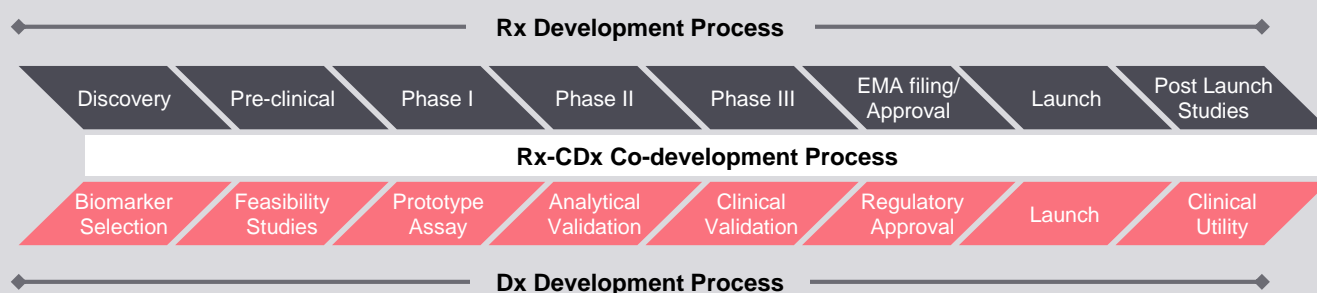 Rx Development Process
Discovery
Pre-clinical
Phase I
Phase II
Phase III
EMA filing/
Approval
Launch
Post Launch
Studies
Rx-CDx Co-development Process
Biomarker
Selection
Feasibility
Studies
Prototype
Assay
Analytical
Validation
Clinical
Validation
Regulatory
Approval
Launch
Clinical
Utility
Dx Development Process